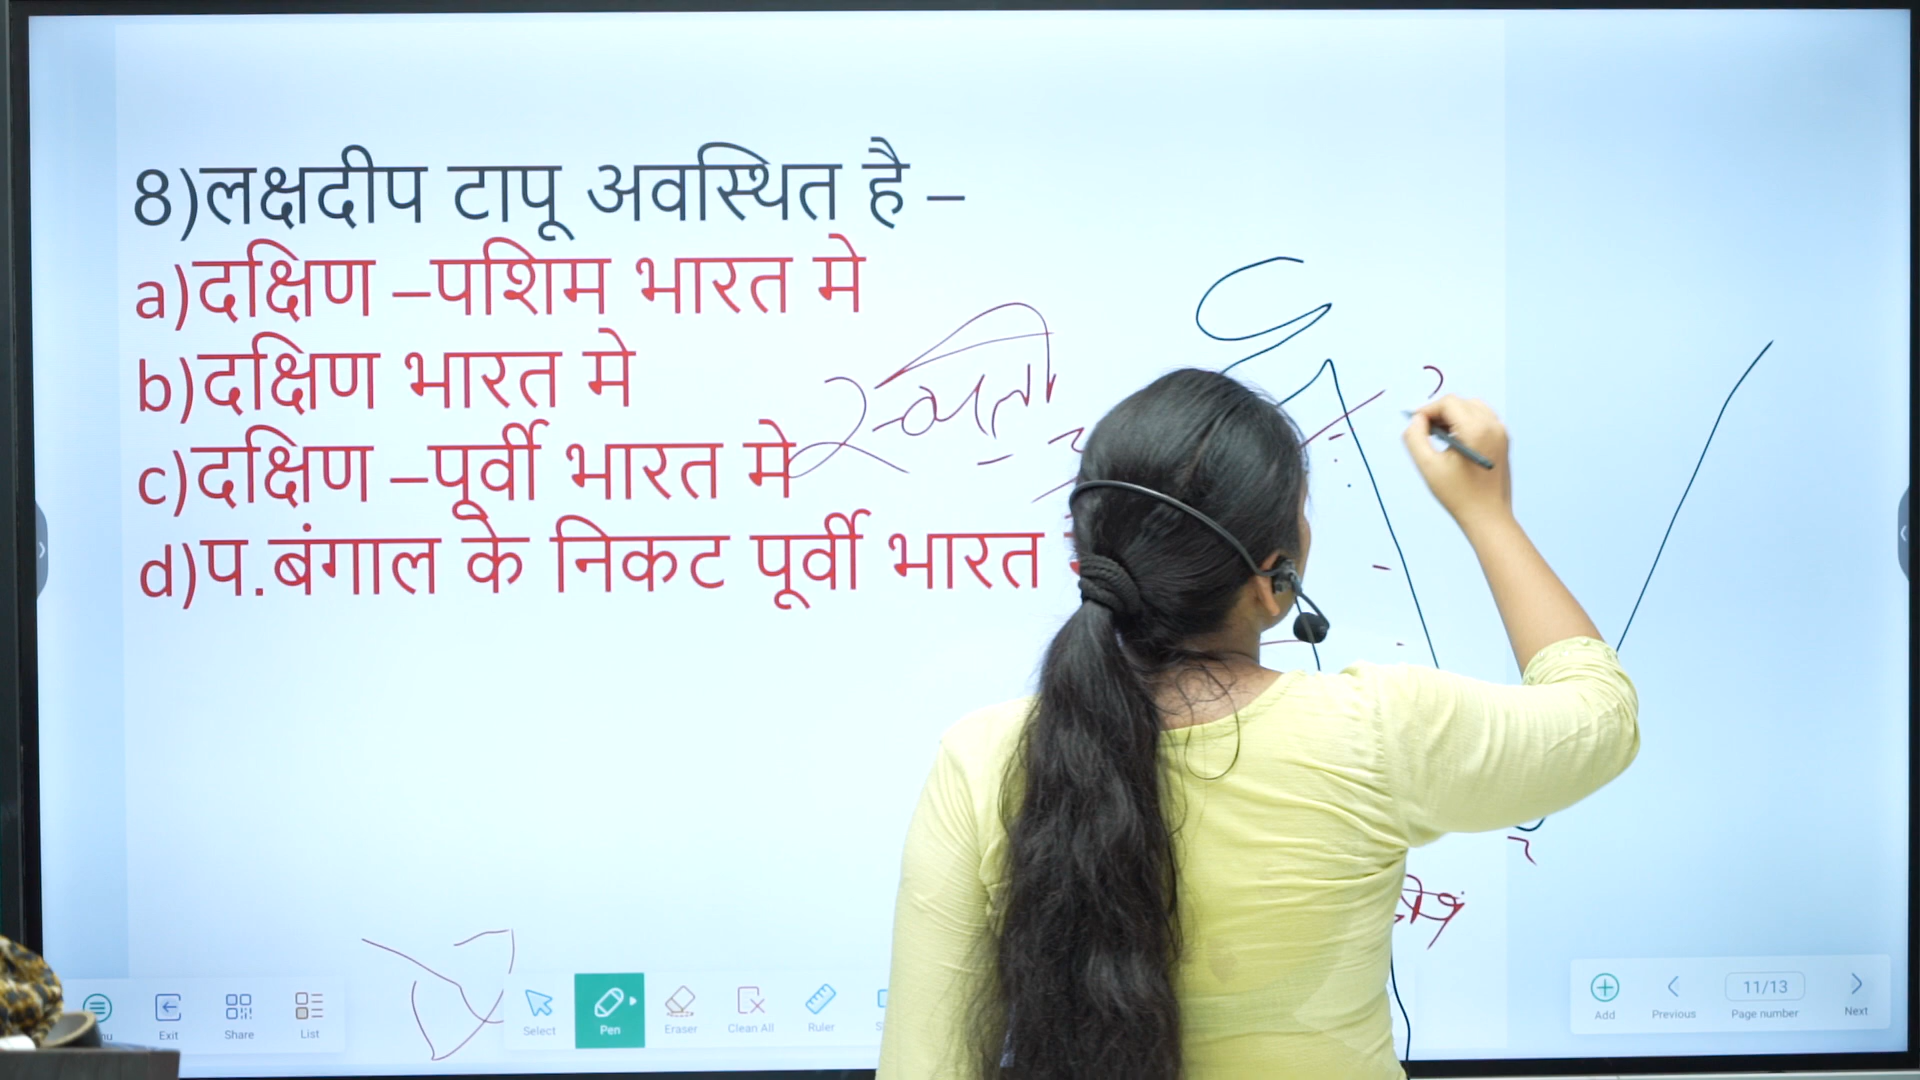 8)लक्षदीप टापू अवस्थित है –
a)दक्षिण –पशिम भारत मे
b)दक्षिण भारत मे
c)दक्षिण –पूर्वी भारत मे
d)प.बंगाल के निकट पूर्वी भारत
Exit
Share
List
Select
Pen
Eraser
Clean All
Ruler
Add
Previous
11/13
Page number
Next